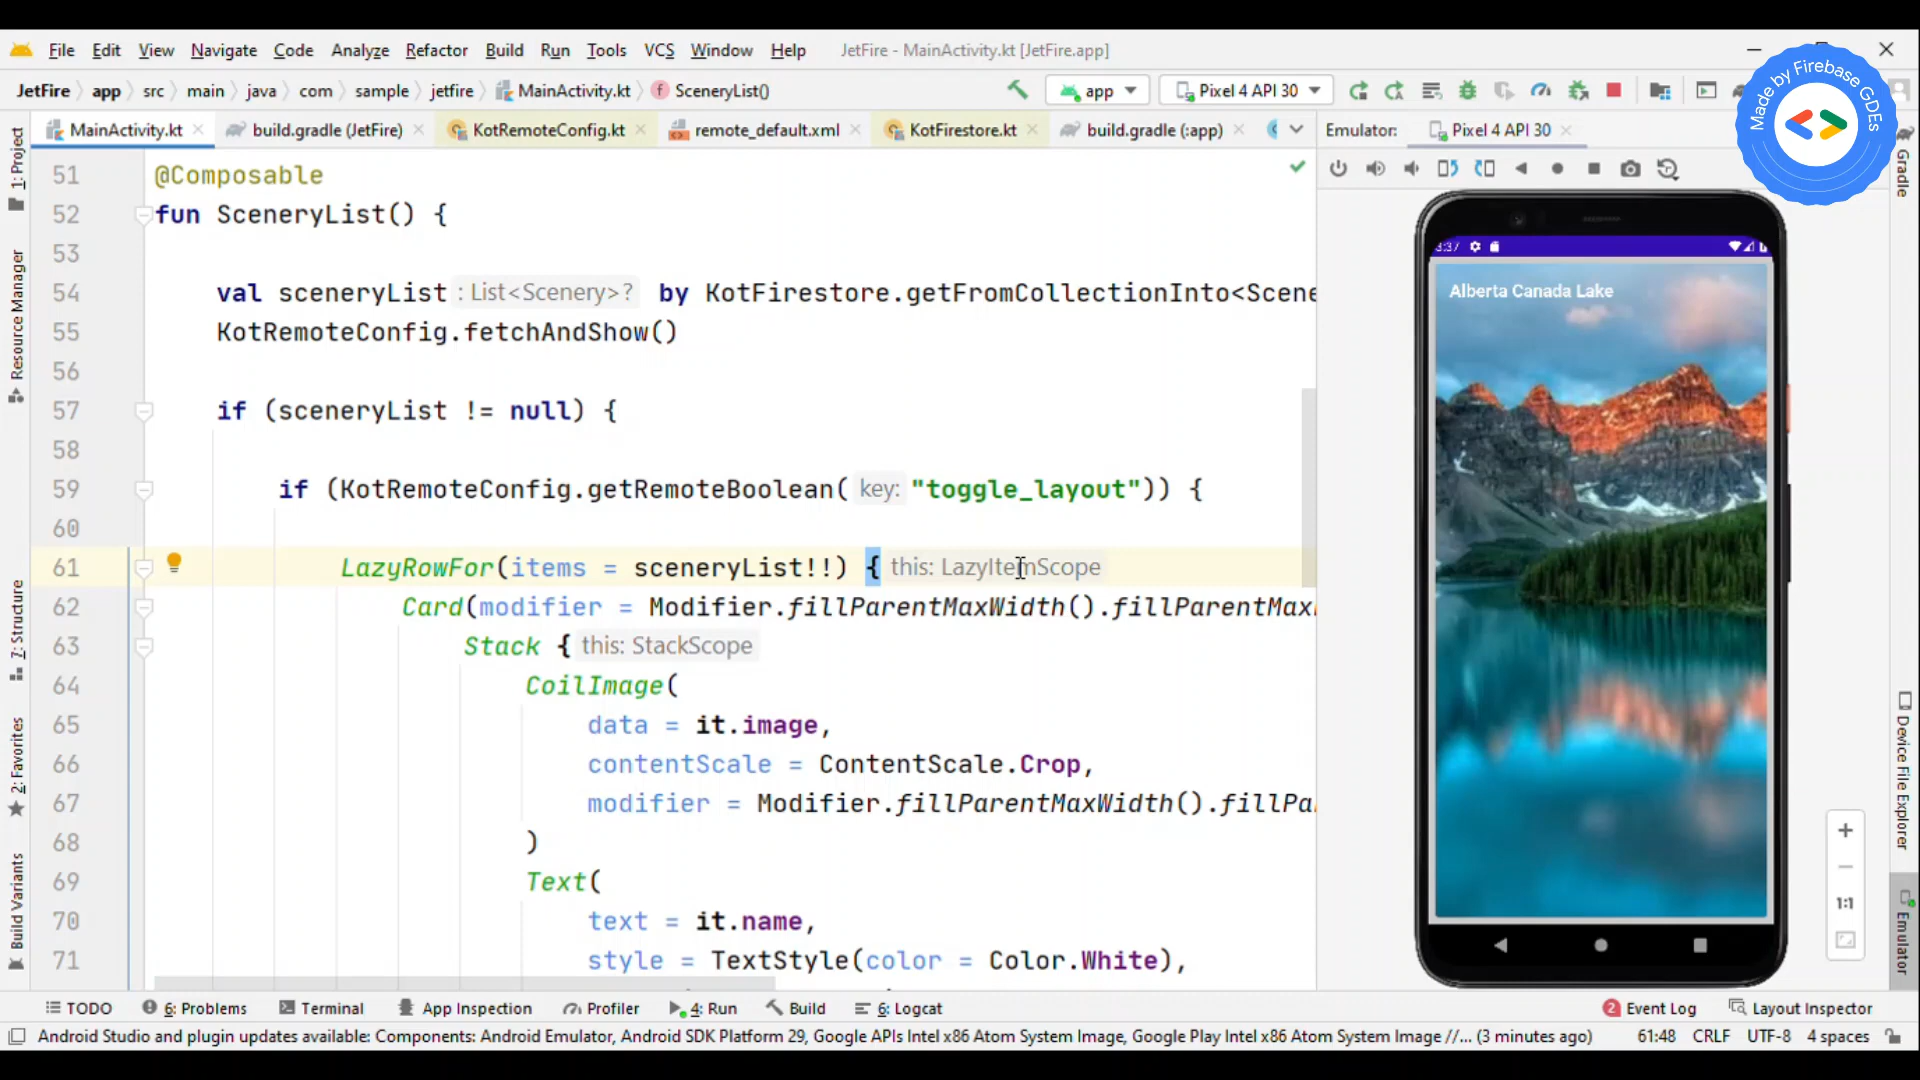 File Edit View Navigate Code Analyze Refactor Build Run Tools VCS Window Help JetFire - MainActivity.kt [JetFire.app]
JetFire app src main java com sample jetfire MainActivity.kt SceneryList()
app Pixel 4 API 30
Made by Firebase GDEs
MainActivity.kt build.gradle (JetFire) KotRemoteConfig.kt remote_default.xml KotFirestore.kt build.gradle (:app)
Emulator: Pixel 4 API 30
1: Project
Resource Manager
7: Structure
2: Favorites
Build Variants
51 @Composable
52 fun SceneryList() {
53
54 val sceneryList : List<Scenery>? by KotFirestore.getFromCollectionInto<Scene
55 KotRemoteConfig.fetchAndShow()
56
57 if (sceneryList != null) {
58
59 if (KotRemoteConfig.getRemoteBoolean( key: "toggle_layout")) {
60
61 LazyRowFor(items = sceneryList!!) { this: LazyItemScope
62 Card(modifier = Modifier.fillParentMaxWidth().fillParentMax
63 Stack { this: StackScope
64 CoilImage(
65 data = it.image,
66 contentScale = ContentScale.Crop,
67 modifier = Modifier.fillParentMaxWidth().fillPa
68 )
69 Text(
70 text = it.name,
71 style = TextStyle(color = Color.White),
3:37
Alberta Canada Lake
1:1
Gradle
Device File Explorer
Emulator
TODO 6: Problems Terminal App Inspection Profiler 4: Run Build 6: Logcat 2 Event Log Layout Inspector
Android Studio and plugin updates available: Components: Android Emulator, Android SDK Platform 29, Google APIs Intel x86 Atom System Image, Google Play Intel x86 Atom System Image //... (3 minutes ago) 61:48 CRLF UTF-8 4 spaces